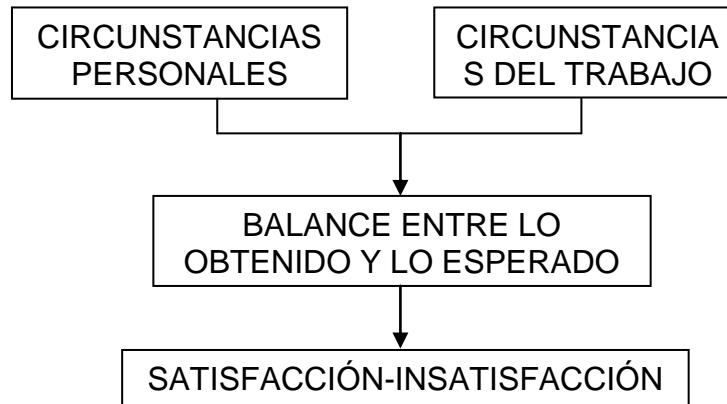 CIRCUNSTANCIAS
PERSONALES
CIRCUNSTANCIA
S DEL TRABAJO
BALANCE ENTRE LO
OBTENIDO Y LO ESPERADO
SATISFACCIÓN-INSATISFACCIÓN